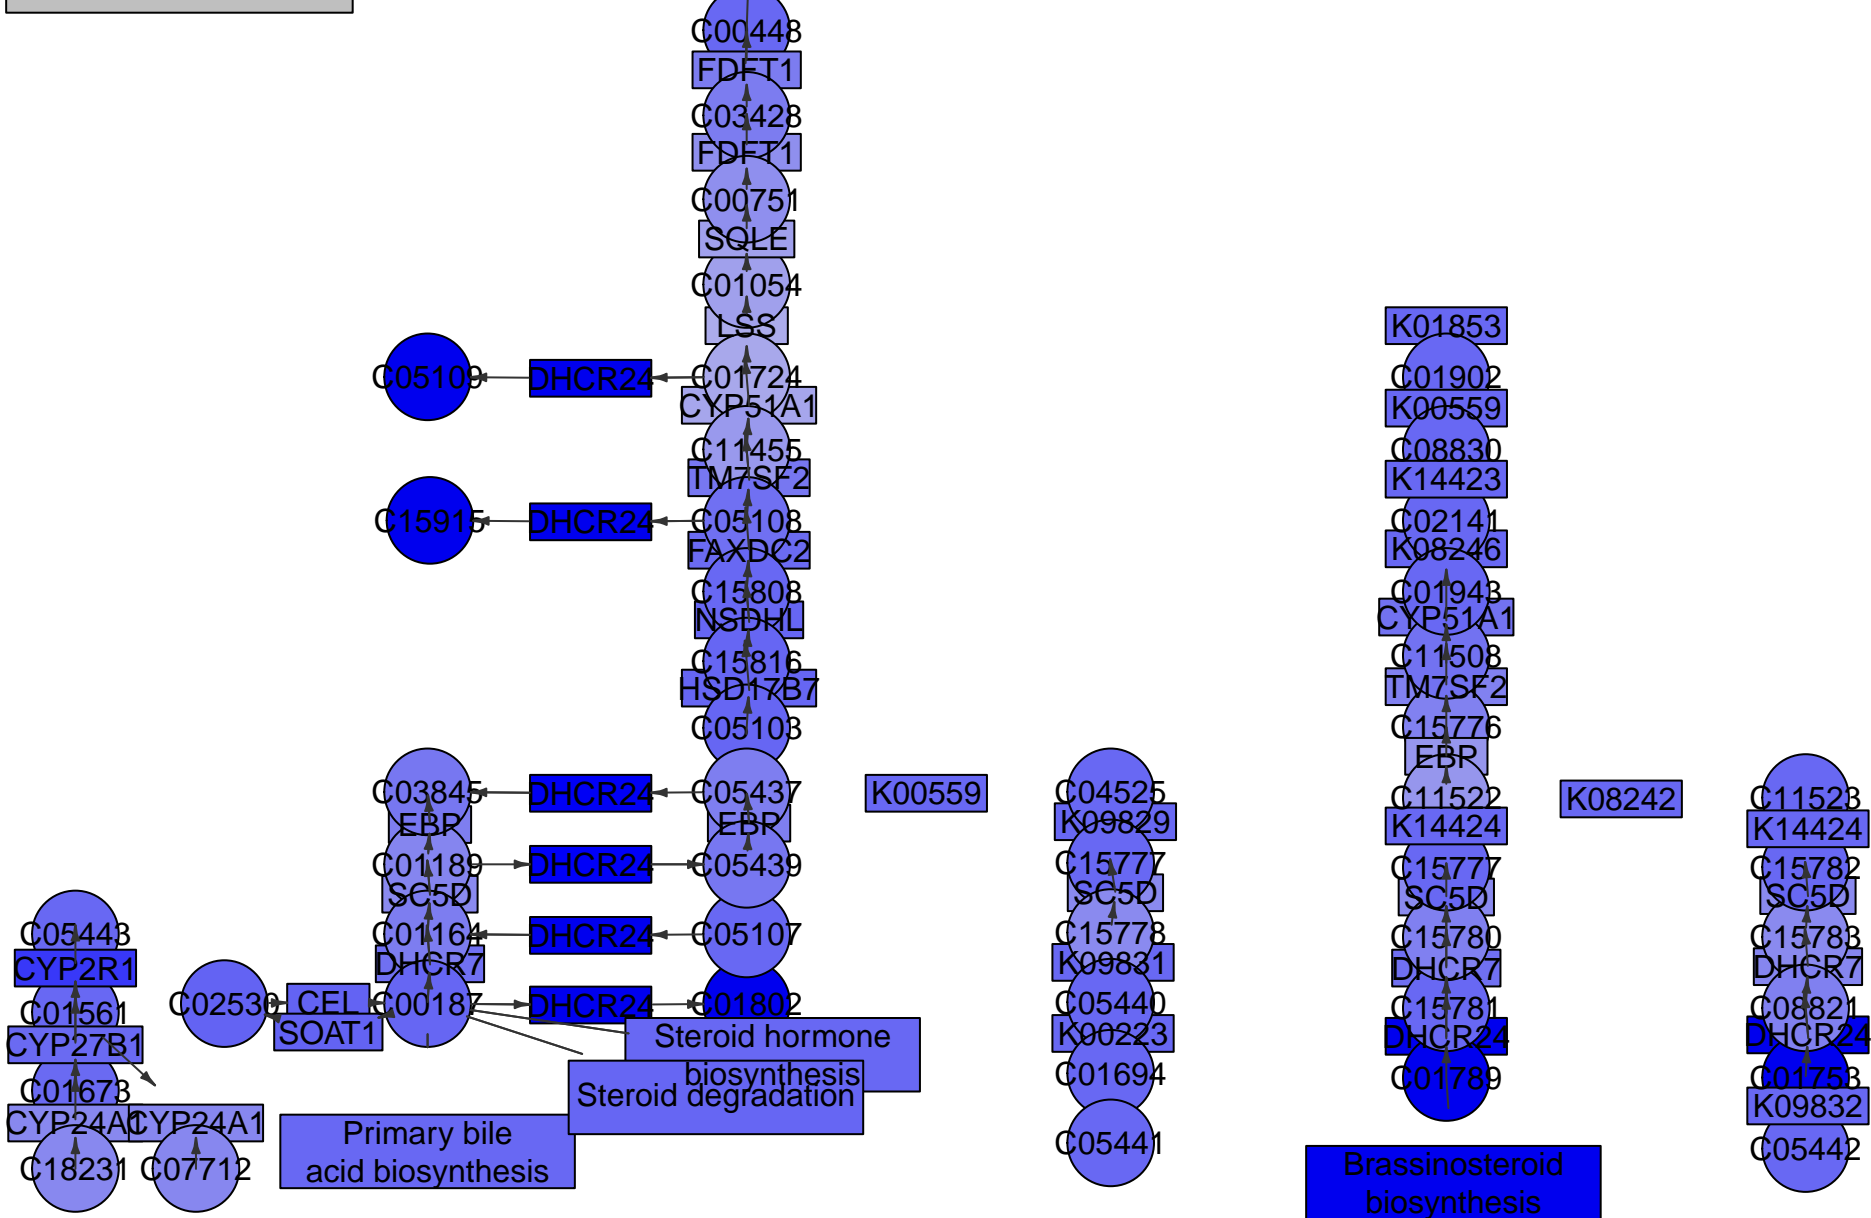 C00448
FDFT1
C03428
FDFT1
C00751
SQLE
C01054
LSS
C05109
DHCR24
C01724
CYP51A1
C11455
TM7SF2
C15915
DHCR24
C05108
FAXDC2
C15808
NSDHL
C15816
HSD17B7
C05103
C03845
DHCR24
C05437
EBP
EBP
C01189
DHCR24
C05439
SC5D
C01164
DHCR24
C05107
DHCR7
C02530
CEL
SOAT1
C00187
DHCR24
C01802
C05443
CYP2R1
C01561
CYP27B1
C01673
CYP24A1
CYP24A1
C18231
C07712
Steroid hormone
biosynthesis
Steroid degradation
Primary bile
acid biosynthesis
K00559
C04525
K09829
C15777
SC5D
C15778
K09831
C05440
K00223
C01694
C05441
K01853
C01902
K00559
C08830
K14423
C02141
K08246
C01943
CYP51A1
C11508
TM7SF2
C15776
EBP
C11522
K14424
C15777
SC5D
C15780
DHCR7
C15781
DHCR24
C01789
Brassinosteroid
biosynthesis
K08242
C11523
K14424
C15782
SC5D
C15783
DHCR7
C08821
DHCR24
C01753
K09832
C05442